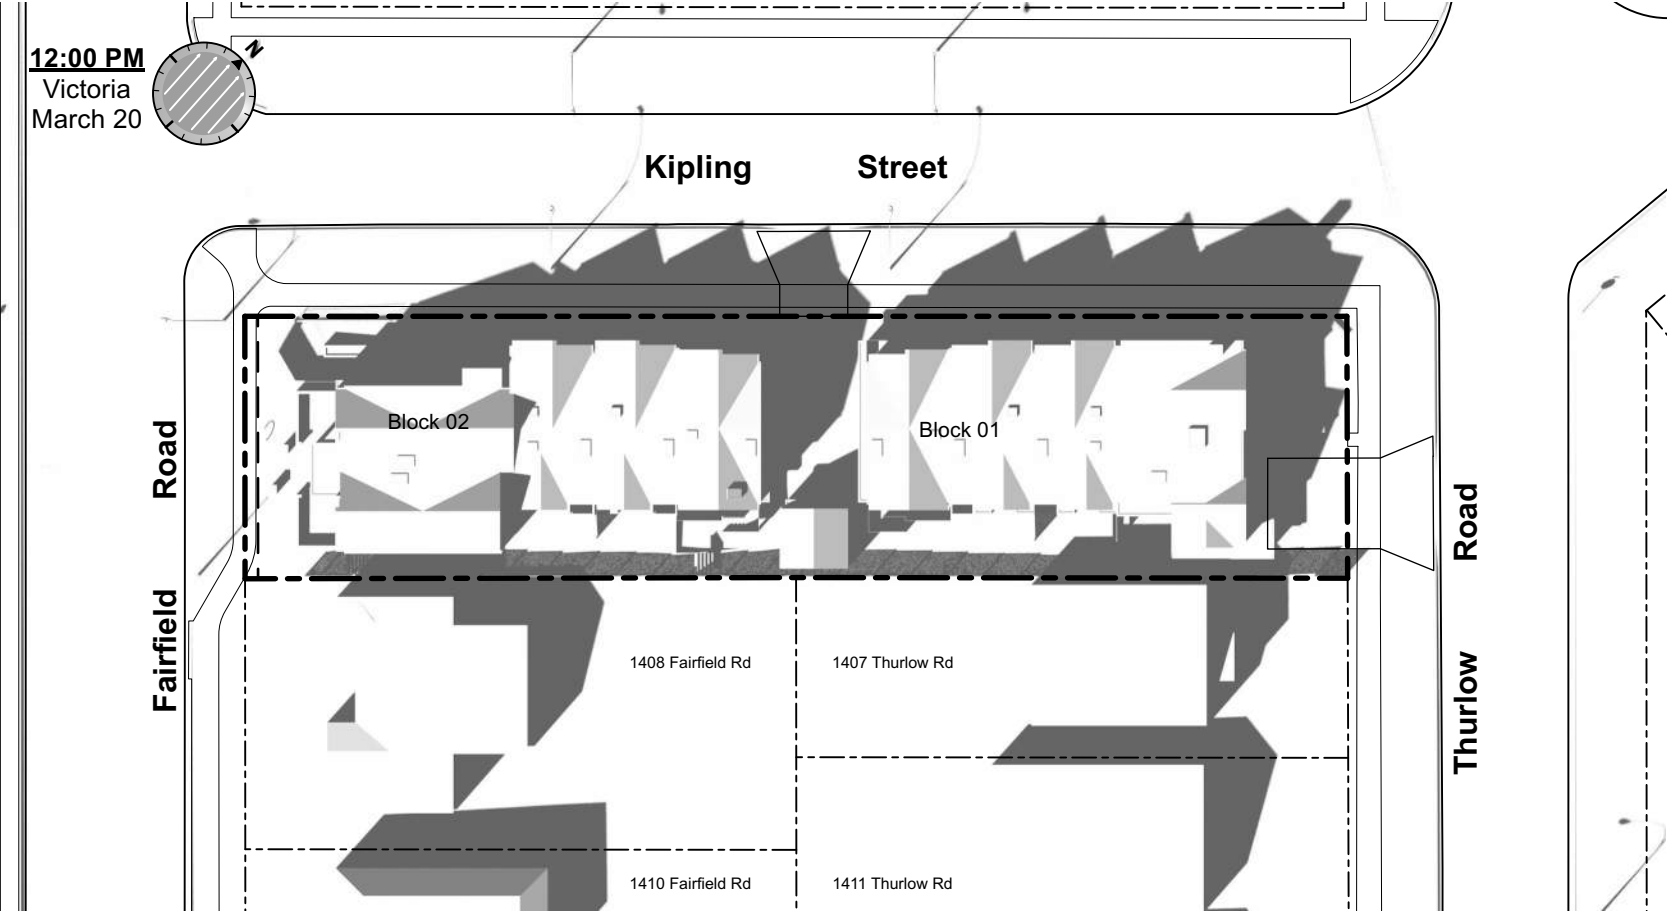 12:00 PM
Victoria
March 20
N
Kipling Street
Block 02
Block 01
Fairfield Road
Thurlow Road
1408 Fairfield Rd
1407 Thurlow Rd
1410 Fairfield Rd
1411 Thurlow Rd